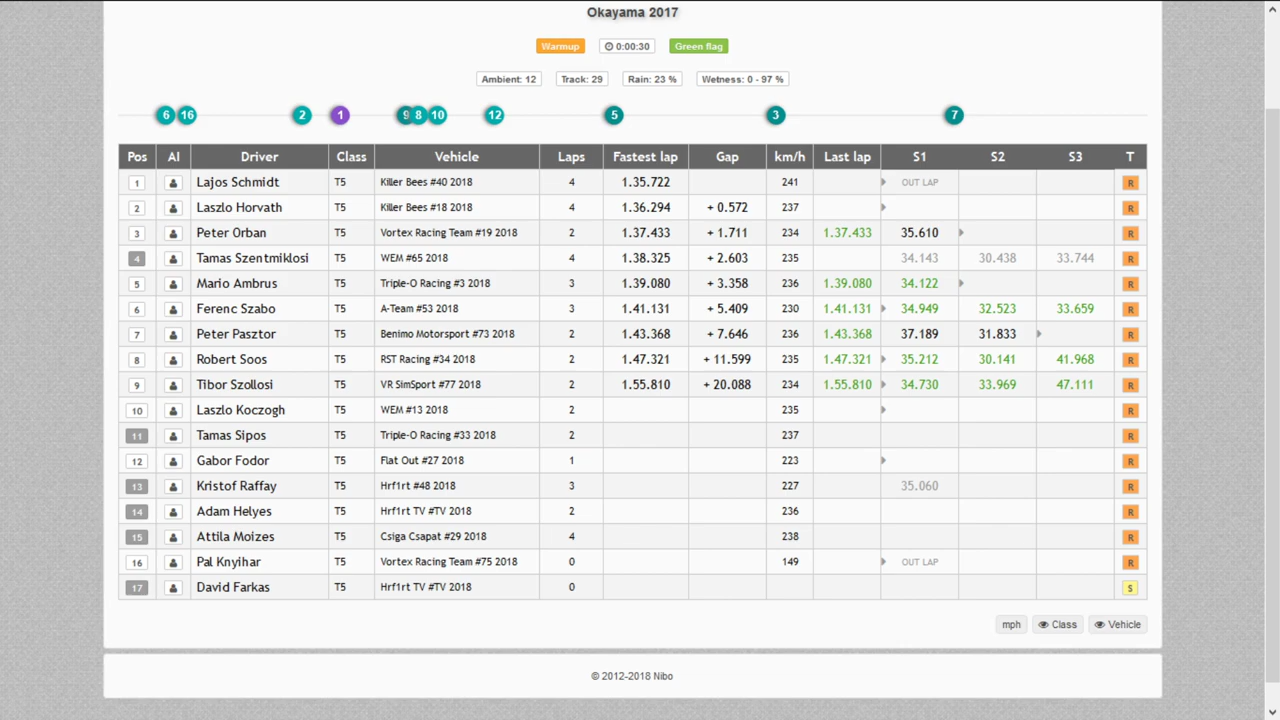 Okayama 2017
Warmup 0:00:30 Green flag
Ambient: 12 Track: 29 Rain: 23 % Wetness: 0 - 97 %
6 16 2 1 9 8 10 12 5 3 7
Pos AI Driver Class Vehicle Laps Fastest lap Gap km/h Last lap S1 S2 S3 T
1 Lajos Schmidt T5 Killer Bees #40 2018 4 1.35.722 241 OUT LAP R
2 Laszlo Horvath T5 Killer Bees #18 2018 4 1.36.294 + 0.572 237 R
3 Peter Orban T5 Vortex Racing Team #19 2018 2 1.37.433 + 1.711 234 1.37.433 35.610 R
4 Tamas Szentmiklosi T5 WEM #65 2018 4 1.38.325 + 2.603 235 34.143 30.438 33.744 R
5 Mario Ambrus T5 Triple-O Racing #3 2018 3 1.39.080 + 3.358 236 1.39.080 34.122 R
6 Ferenc Szabo T5 A-Team #53 2018 3 1.41.131 + 5.409 230 1.41.131 34.949 32.523 33.659 R
7 Peter Pasztor T5 Benimo Motorsport #73 2018 2 1.43.368 + 7.646 236 1.43.368 37.189 31.833 R
8 Robert Soos T5 RST Racing #34 2018 2 1.47.321 + 11.599 235 1.47.321 35.212 30.141 41.968 R
9 Tibor Szollosi T5 VR SimSport #77 2018 2 1.55.810 + 20.088 234 1.55.810 34.730 33.969 47.111 R
10 Laszlo Koczogh T5 WEM #13 2018 2 235 R
11 Tamas Sipos T5 Triple-O Racing #33 2018 2 237 R
12 Gabor Fodor T5 Flat Out #27 2018 1 223 R
13 Kristof Raffay T5 Hrf1rt #48 2018 3 227 35.060 R
14 Adam Helyes T5 Hrf1rt TV #TV 2018 2 236 R
15 Attila Moizes T5 Csiga Csapat #29 2018 4 238 R
16 Pal Knyihar T5 Vortex Racing Team #75 2018 0 149 OUT LAP R
17 David Farkas T5 Hrf1rt TV #TV 2018 0 S
mph Class Vehicle
© 2012-2018 Nibo